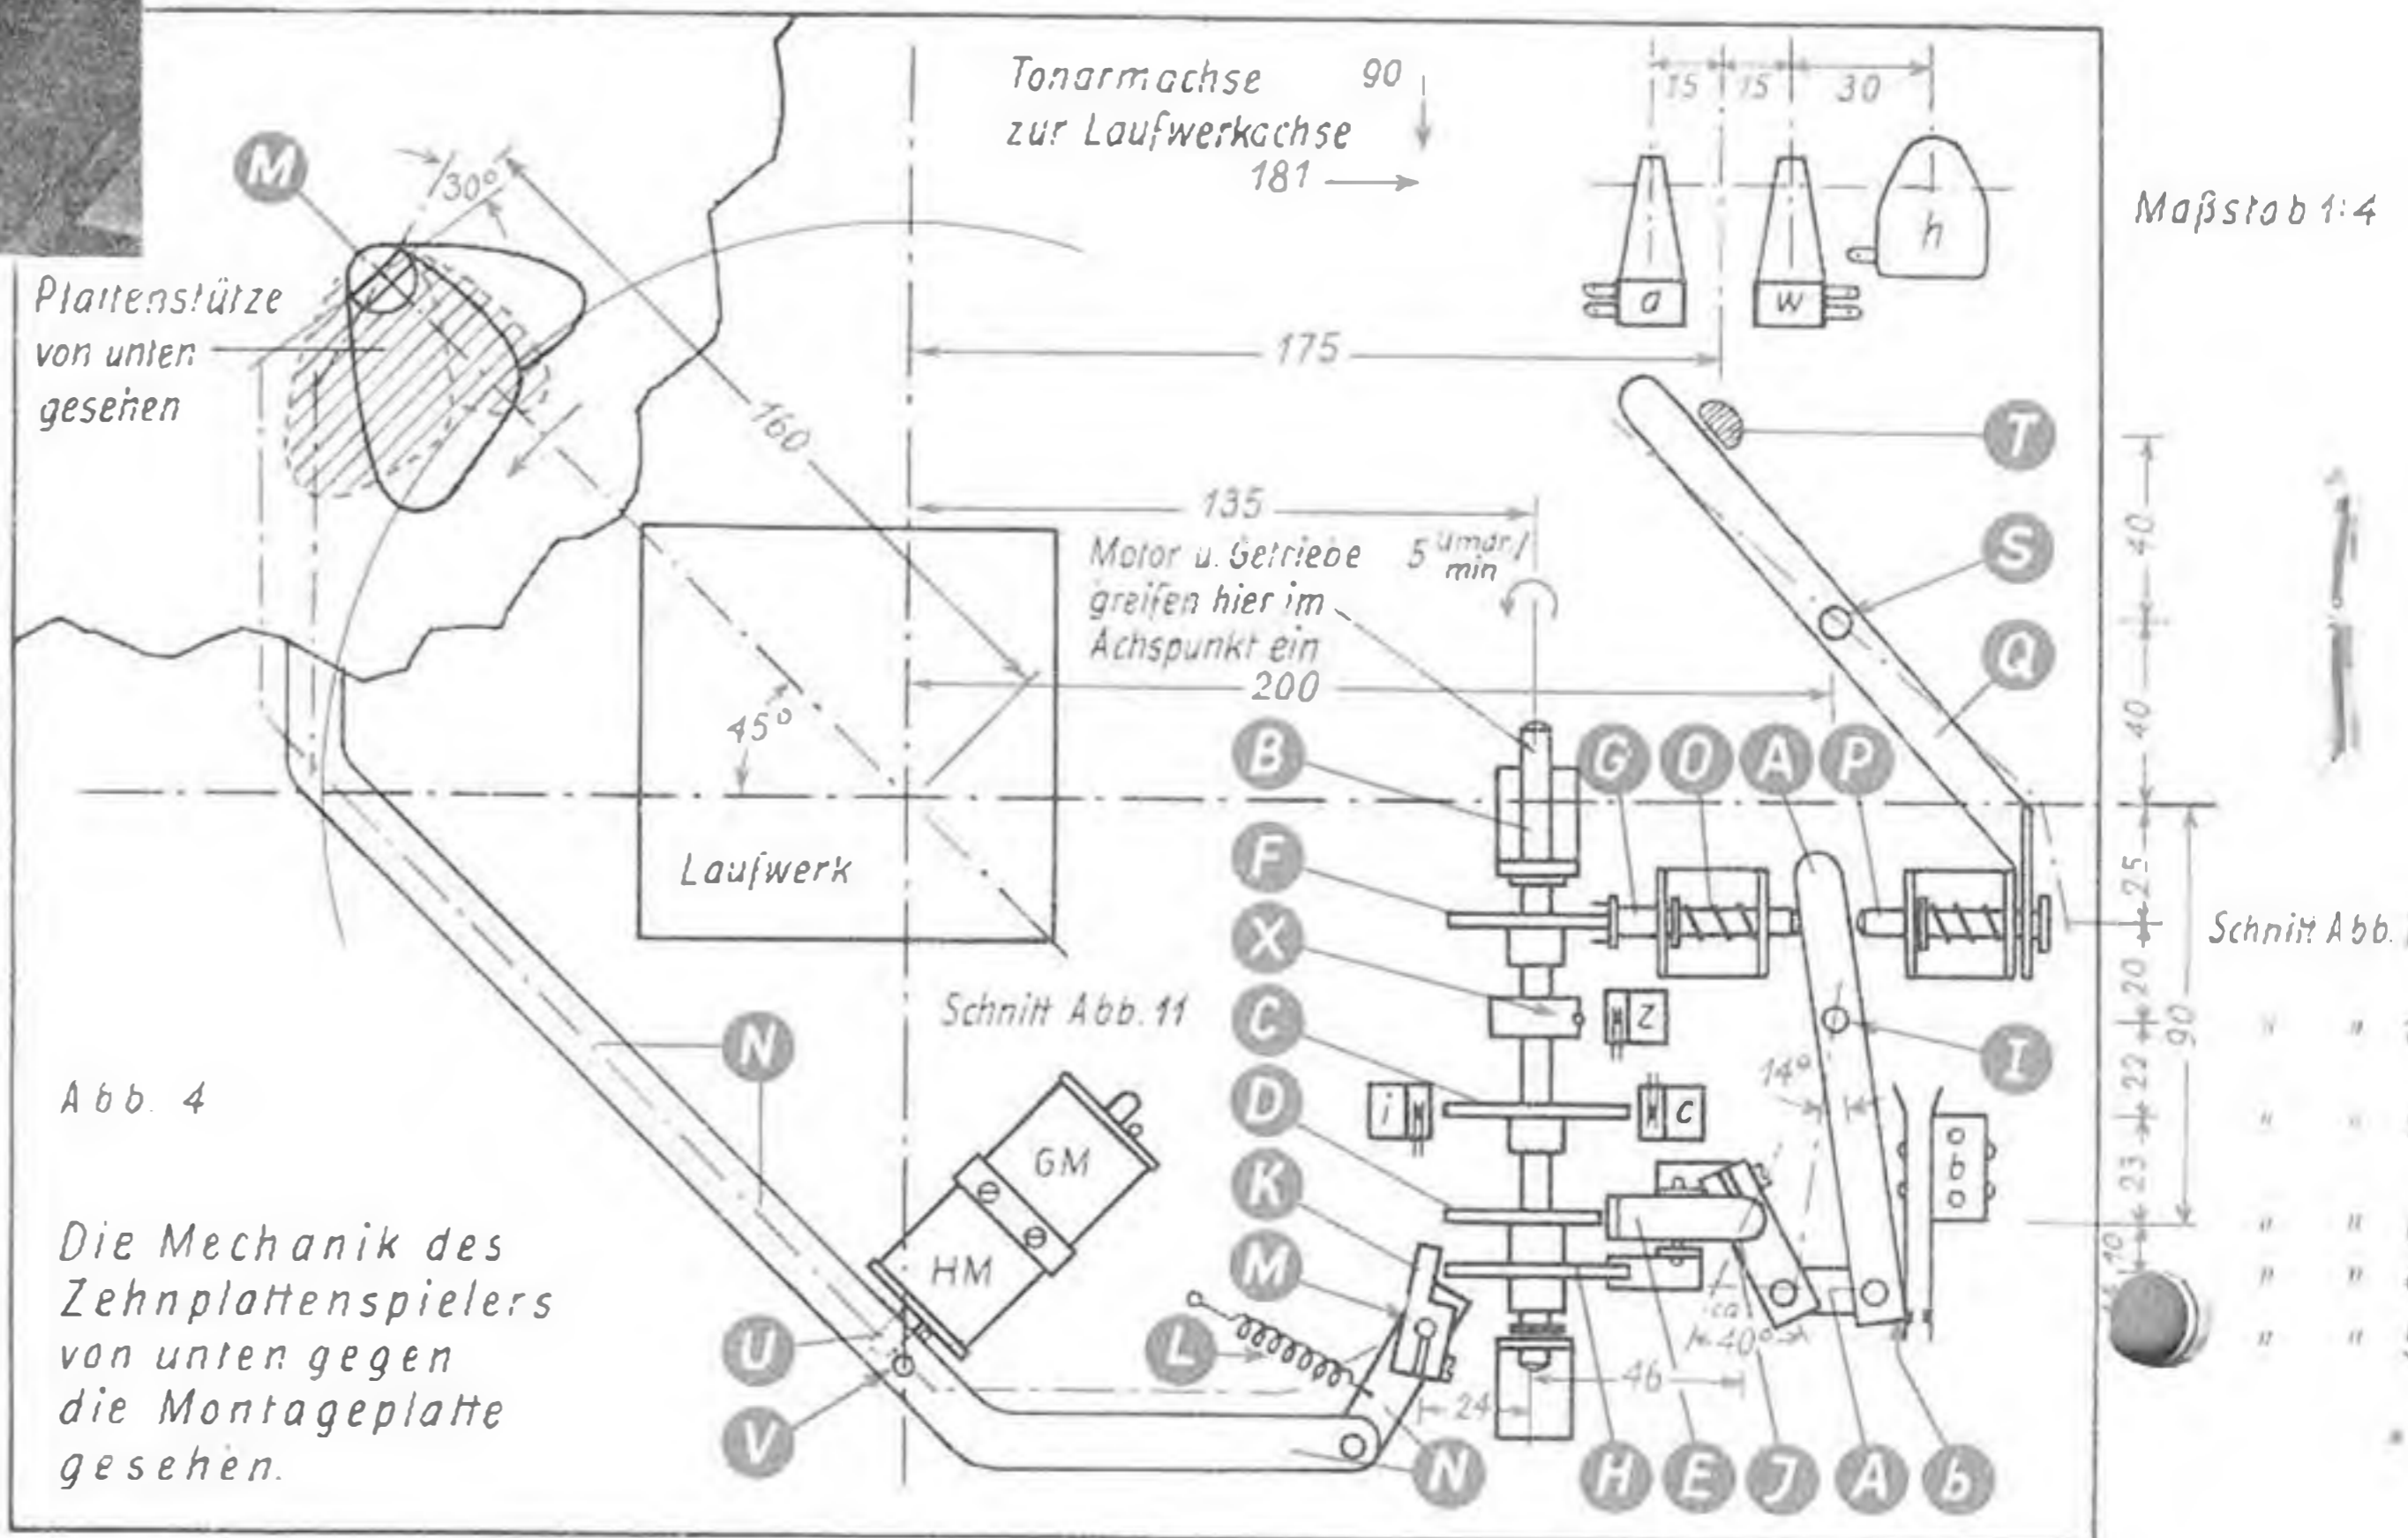 Tonarmachse 90
zur Laufwerkachse
181
15 15 30
Maßstab 1:4
M
30°
a
w
h
Plattenstütze
von unten
gesehen
175
160
T
135
Motor u. Getriebe
greifen hier im
Achspunkt ein
5 Umdr./
min
S
40
Q
200
45°
40
B
G
O
A
P
Laufwerk
F
25
Schnitt Abb.
X
20
90
Schnitt Abb. 11
C
Z
I
N
14°
22
Abb. 4
i
c
D
GM
b
23
K
HM
M
10
Die Mechanik des
Zehnplattenspielers
von unten gegen
die Montageplatte
gesehen.
U
L
ca
40°
46
24
V
N
H
E
J
A
b
" "
" "
" "
" "
" "